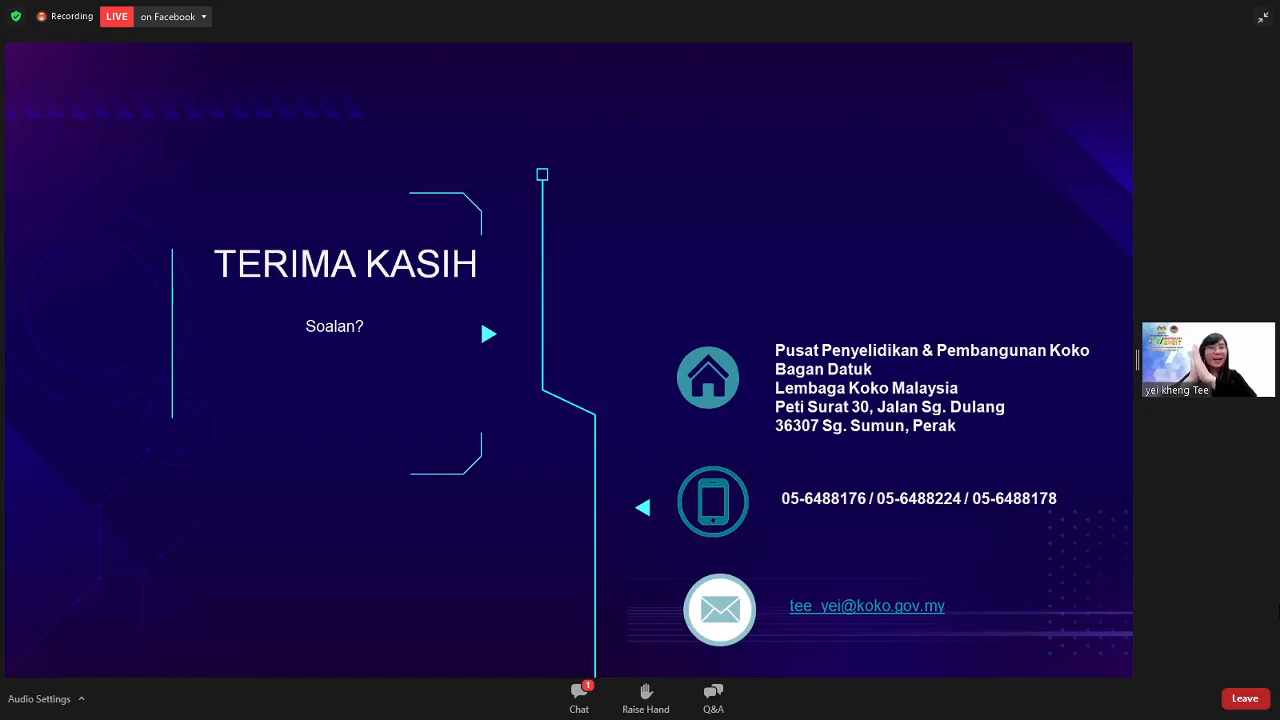 Recording
LIVE on Facebook
TERIMA KASIH
Soalan?
Pusat Penyelidikan & Pembangunan Koko
Bagan Datuk
Lembaga Koko Malaysia
Peti Surat 30, Jalan Sg. Dulang
36307 Sg. Sumun, Perak
05-6488176 / 05-6488224 / 05-6488178
tee_yei@koko.gov.my
yei kheng Tee
Audio Settings
1
Chat
Raise Hand
Q&A
Leave